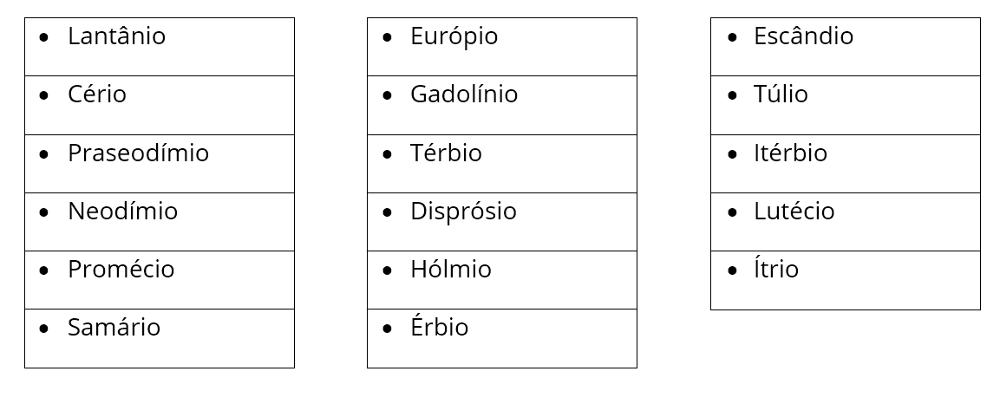 • Lantânio
• Cério
• Praseodímio
• Neodímio
• Promécio
• Samário
• Európio
• Gadolínio
• Térbio
• Disprósio
• Hólmio
• Érbio
• Escândio
• Túlio
• Itérbio
• Lutécio
• Ítrio